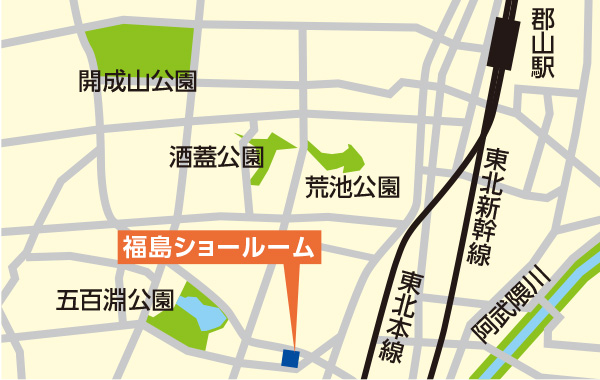 郡山駅
開成山公園
酒蓋公園
荒池公園
東北新幹線
福島ショールーム
五百淵公園
東北本線
阿武隈川